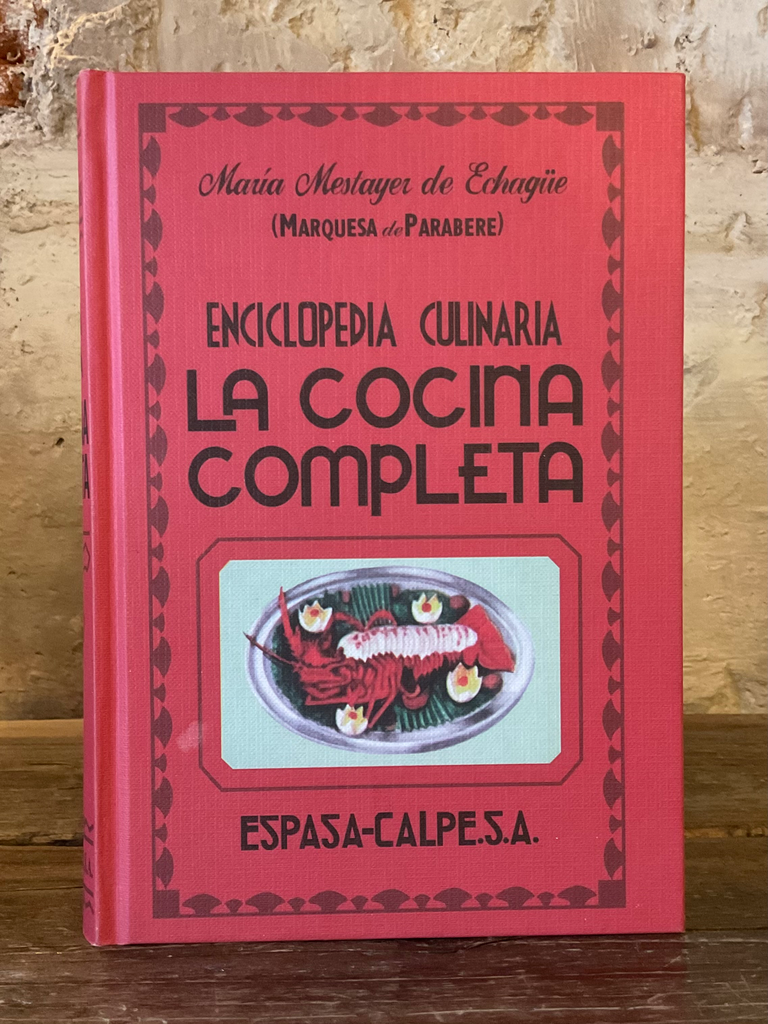 María Mestayer de Echagüe
(MARQUESA de PARABERE)
ENCICLOPEDIA CULINARIA
LA COCINA
COMPLETA
ESPASA-CALPE.S.A.